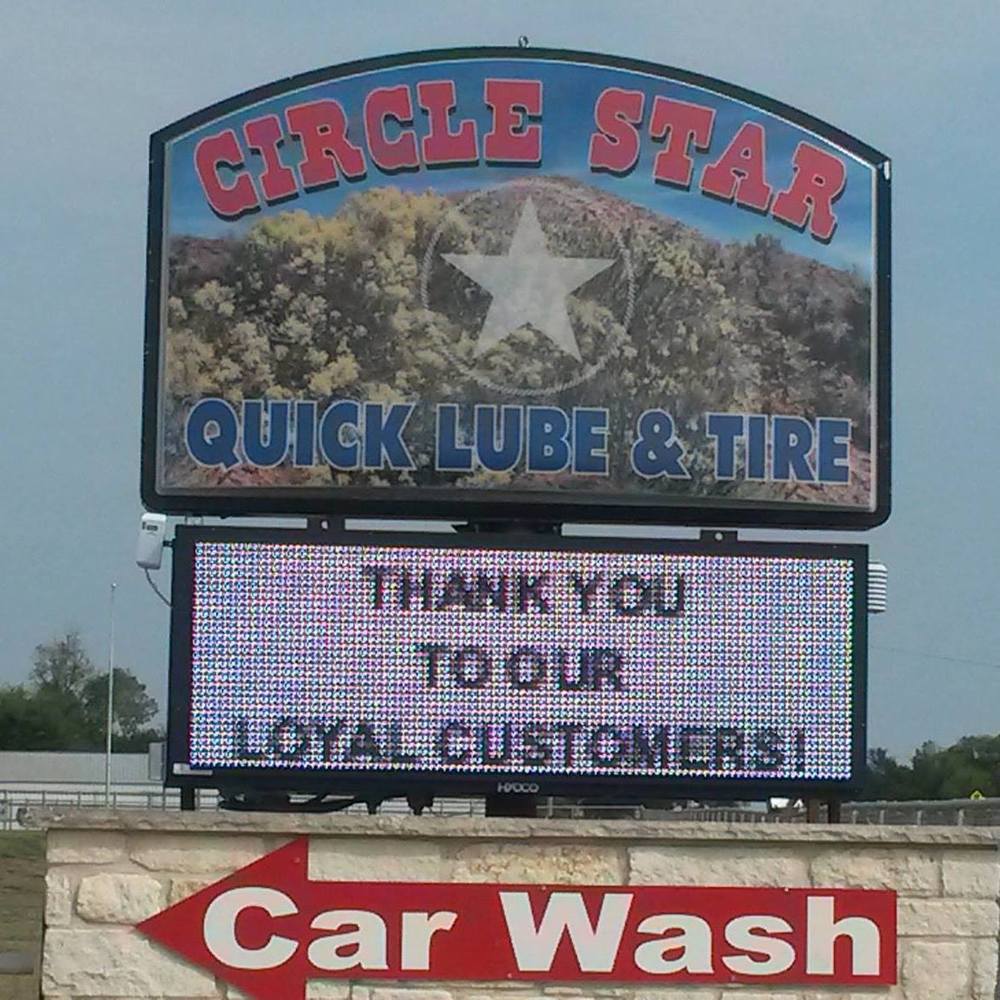 CIRCLE STAR
QUICK LUBE & TIRE
THANK YOU
TO OUR
LOYAL CUSTOMERS!
Car Wash